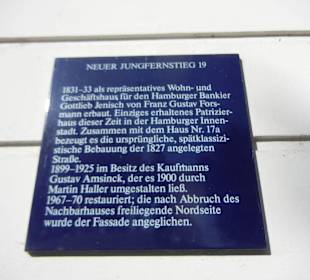 NEUER JUNGFERNSTIEG 19
1831-33 als repräsentatives Wohn- und
Geschäftshaus für den Hamburger Bankier
Gottlieb Jenisch von Franz Gustav Fors-
mann erbaut. Einziges erhaltenes Patrizier-
haus dieser Zeit in der Hamburger Innen-
stadt. Zusammen mit dem Haus Nr. 17a
bezeugt es die ursprüngliche, spätklassizi-
stische Bebauung der 1827 angelegten
Straße.
1899-1925 im Besitz des Kaufmanns
Gustav Amsinck, der es 1900 durch
Martin Haller umgestalten ließ.
1967-70 restauriert; die nach Abbruch des
Nachbarhauses freiliegende Nordseite
wurde der Fassade angeglichen.